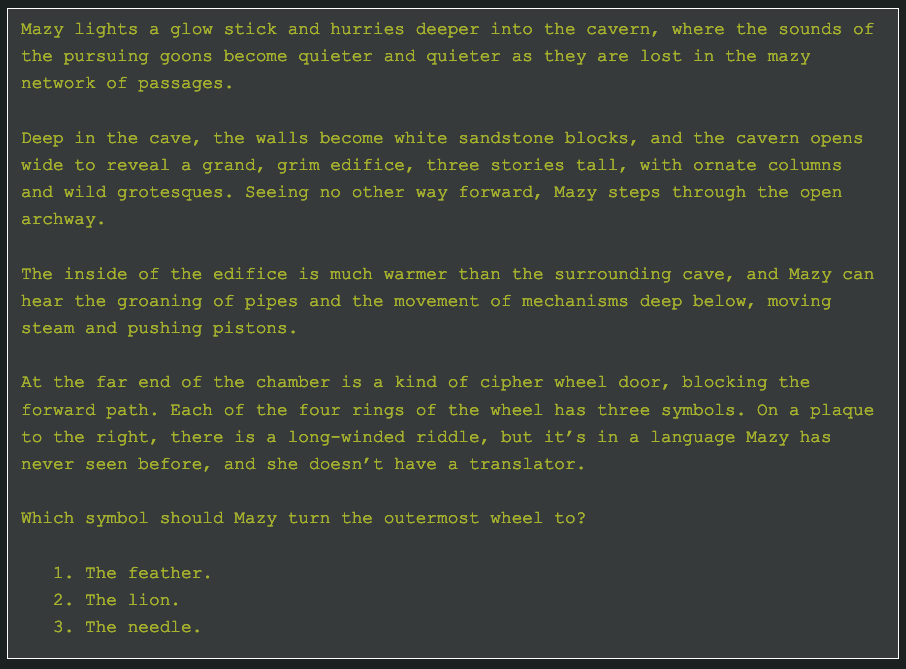 Mazy lights a glow stick and hurries deeper into the cavern, where the sounds of
the pursuing goons become quieter and quieter as they are lost in the mazy
network of passages.
Deep in the cave, the walls become white sandstone blocks, and the cavern opens
wide to reveal a grand, grim edifice, three stories tall, with ornate columns
and wild grotesques. Seeing no other way forward, Mazy steps through the open
archway.
The inside of the edifice is much warmer than the surrounding cave, and Mazy can
hear the groaning of pipes and the movement of mechanisms deep below, moving
steam and pushing pistons.
At the far end of the chamber is a kind of cipher wheel door, blocking the
forward path. Each of the four rings of the wheel has three symbols. On a plaque
to the right, there is a long-winded riddle, but it’s in a language Mazy has
never seen before, and she doesn’t have a translator.
Which symbol should Mazy turn the outermost wheel to?
1. The feather.
2. The lion.
3. The needle.